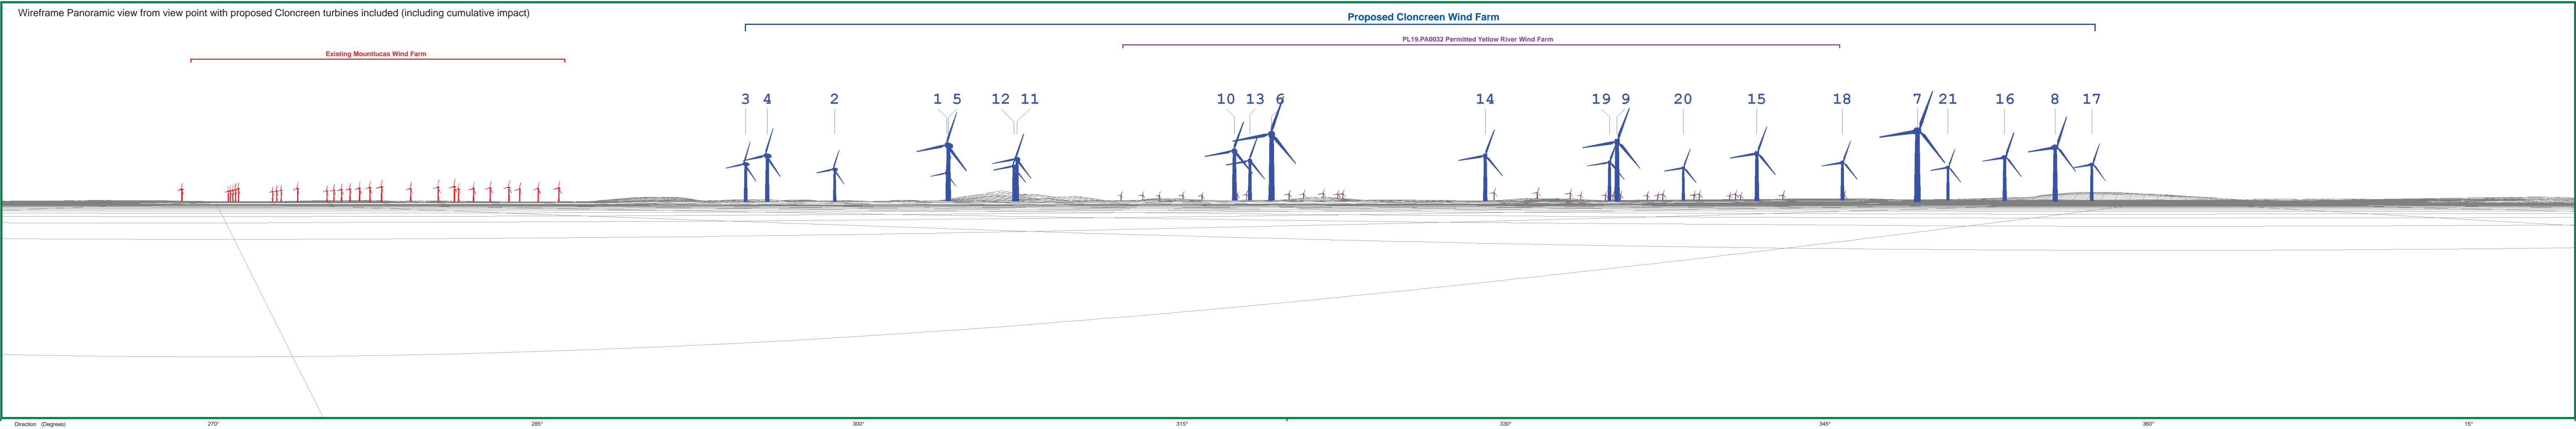 Wireframe Panoramic view from view point with proposed Cloncreen turbines included (including cumulative impact)
Proposed Cloncreen Wind Farm
PL19.PA0032 Permitted Yellow River Wind Farm
Existing Mountlucas Wind Farm
3 4 2 1 5 12 11 10 13 6 14 19 9 20 15 18 7 21 16 8 17
Direction (Degrees) 270° 285° 300° 315° 330° 345° 360° 15°